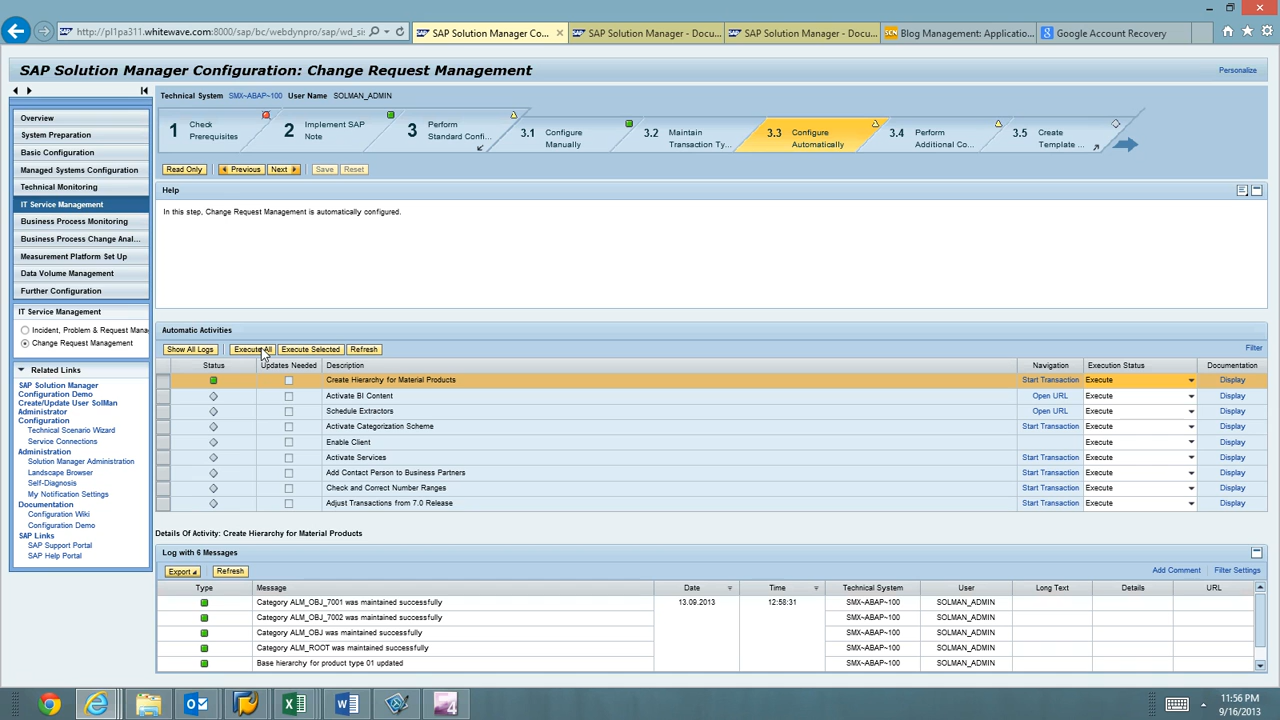 http://pl1pa311.whitewave.com:8000/sap/bc/webdynpro/sap/wd_sis
SAP Solution Manager Co...
SAP Solution Manager - Docu...
SAP Solution Manager - Docu...
Blog Management: Applicatio...
Google Account Recovery
SAP Solution Manager Configuration: Change Request Management
Personalize
Technical System SMX~ABAP~100 User Name SOLMAN_ADMIN
1 Check Prerequisites
2 Implement SAP Note
3 Perform Standard Confi...
3.1 Configure Manually
3.2 Maintain Transaction Ty...
3.3 Configure Automatically
3.4 Perform Additional Co...
3.5 Create Template ...
Read Only Previous Next Save Reset
Overview
System Preparation
Basic Configuration
Managed Systems Configuration
Technical Monitoring
IT Service Management
Business Process Monitoring
Business Process Change Anal...
Measurement Platform Set Up
Data Volume Management
Further Configuration
IT Service Management
Incident, Problem & Request Mana
Change Request Management
Related Links
SAP Solution Manager
Configuration Demo
Create/Update User SolMan
Administrator
Configuration
Technical Scenario Wizard
Service Connections
Administration
Solution Manager Administration
Landscape Browser
Self-Diagnosis
My Notification Settings
Documentation
Configuration Wiki
Configuration Demo
SAP Links
SAP Support Portal
SAP Help Portal
Help
In this step, Change Request Management is automatically configured.
Automatic Activities
Show All Logs Execute All Execute Selected Refresh Filter
Status Updates Needed Description Navigation Execution Status Documentation
Create Hierarchy for Material Products Start Transaction Execute Display
Activate BI Content Open URL Execute Display
Schedule Extractors Open URL Execute Display
Activate Categorization Scheme Start Transaction Execute Display
Enable Client Execute Display
Activate Services Start Transaction Execute Display
Add Contact Person to Business Partners Start Transaction Execute Display
Check and Correct Number Ranges Start Transaction Execute Display
Adjust Transactions from 7.0 Release Start Transaction Execute Display
Details Of Activity: Create Hierarchy for Material Products
Log with 6 Messages
Export Refresh Add Comment Filter Settings
Type Message Date Time Technical System User Long Text Details URL
Category ALM_OBJ_7001 was maintained successfully 13.09.2013 12:58:31 SMX~ABAP~100 SOLMAN_ADMIN
Category ALM_OBJ_7002 was maintained successfully SMX~ABAP~100 SOLMAN_ADMIN
Category ALM_OBJ was maintained successfully SMX~ABAP~100 SOLMAN_ADMIN
Category ALM_ROOT was maintained successfully SMX~ABAP~100 SOLMAN_ADMIN
Base hierarchy for product type 01 updated SMX~ABAP~100 SOLMAN_ADMIN
11:56 PM
9/16/2013